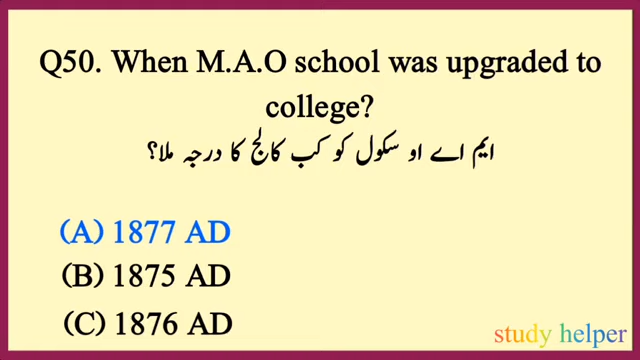 Q50. When M.A.O school was upgraded to
college?
ایم اے او سکول کو کب کالج کا درجہ ملا؟
(A) 1877 AD
(B) 1875 AD
(C) 1876 AD
study helper